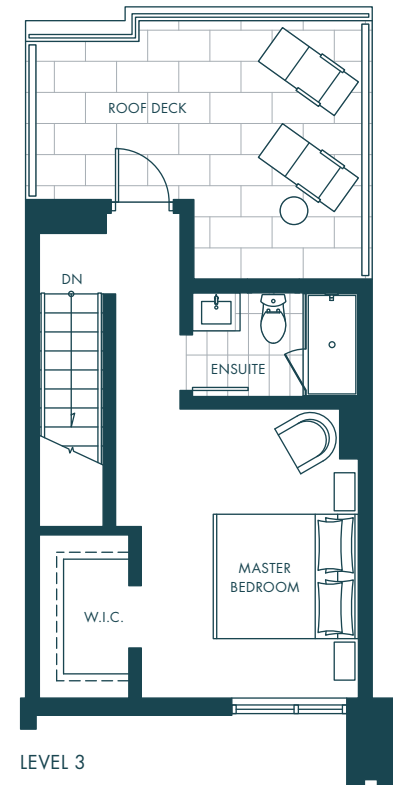 ROOF DECK
DN
ENSUITE
MASTER
BEDROOM
W.I.C.
LEVEL 3